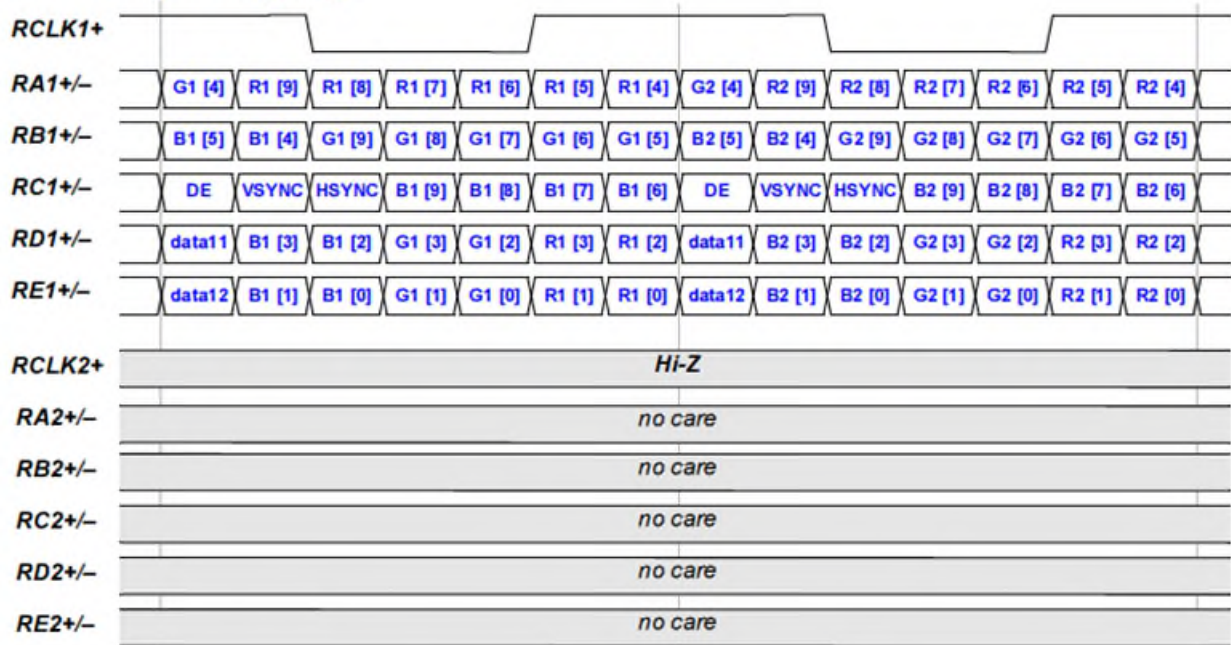 RCLK1+
RA1+/– G1 [4] R1 [9] R1 [8] R1 [7] R1 [6] R1 [5] R1 [4] G2 [4] R2 [9] R2 [8] R2 [7] R2 [6] R2 [5] R2 [4]
RB1+/– B1 [5] B1 [4] G1 [9] G1 [8] G1 [7] G1 [6] G1 [5] B2 [5] B2 [4] G2 [9] G2 [8] G2 [7] G2 [6] G2 [5]
RC1+/– DE VSYNC HSYNC B1 [9] B1 [8] B1 [7] B1 [6] DE VSYNC HSYNC B2 [9] B2 [8] B2 [7] B2 [6]
RD1+/– data11 B1 [3] B1 [2] G1 [3] G1 [2] R1 [3] R1 [2] data11 B2 [3] B2 [2] G2 [3] G2 [2] R2 [3] R2 [2]
RE1+/– data12 B1 [1] B1 [0] G1 [1] G1 [0] R1 [1] R1 [0] data12 B2 [1] B2 [0] G2 [1] G2 [0] R2 [1] R2 [0]
RCLK2+ Hi-Z
RA2+/– no care
RB2+/– no care
RC2+/– no care
RD2+/– no care
RE2+/– no care